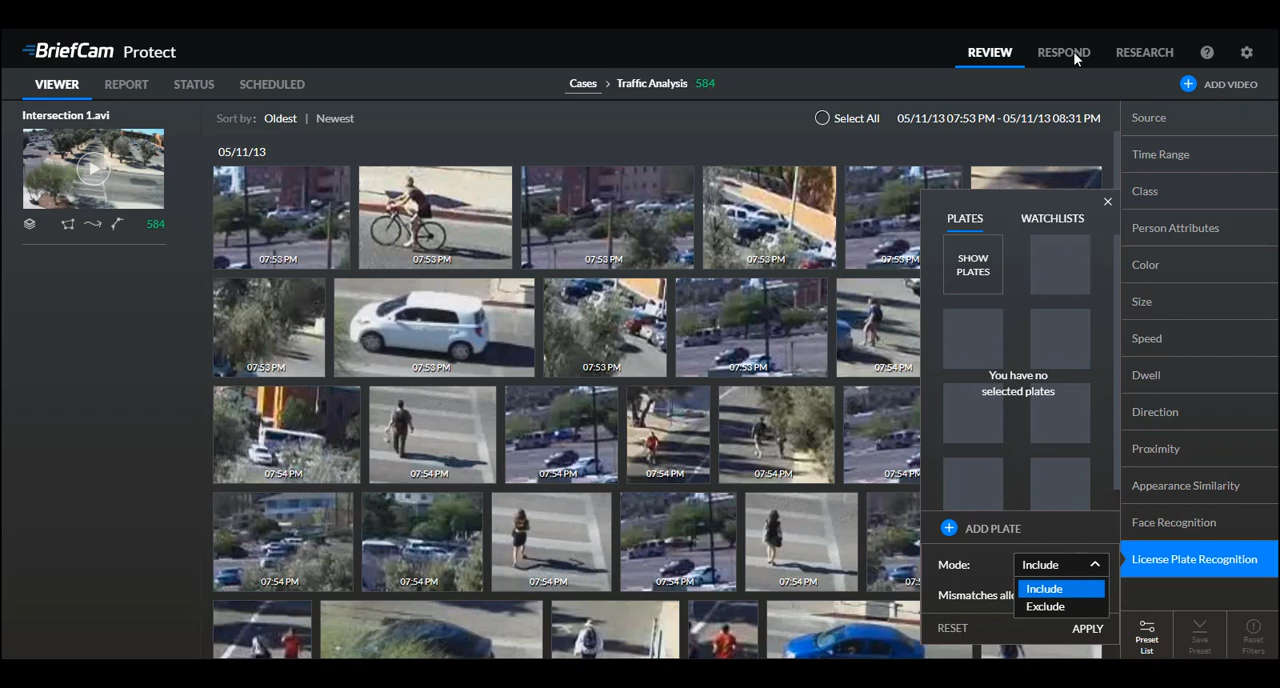 BriefCam Protect
REVIEW RESPOND RESEARCH ?
VIEWER REPORT STATUS SCHEDULED
Cases > Traffic Analysis 584
+ ADD VIDEO
Intersection 1.avi
584
Sort by: Oldest | Newest
Select All 05/11/13 07:53 PM - 05/11/13 08:31 PM
05/11/13
07:53 PM 07:53 PM 07:53 PM 07:53 PM 07:53 PM
07:53 PM 07:53 PM 07:53 PM 07:53 PM 07:54 PM
07:54 PM 07:54 PM 07:54 PM 07:54 PM 07:54 PM
07:54 PM 07:54 PM 07:54 PM 07:54 PM 07:54 PM
PLATES WATCHLISTS
SHOW
PLATES
You have no
selected plates
+ ADD PLATE
Mode: Include
Include
Exclude
Mismatches
RESET APPLY
Source
Time Range
Class
Person Attributes
Color
Size
Speed
Dwell
Direction
Proximity
Appearance Similarity
Face Recognition
License Plate Recognition
Preset
List
Save
Preset
Reset
Filters